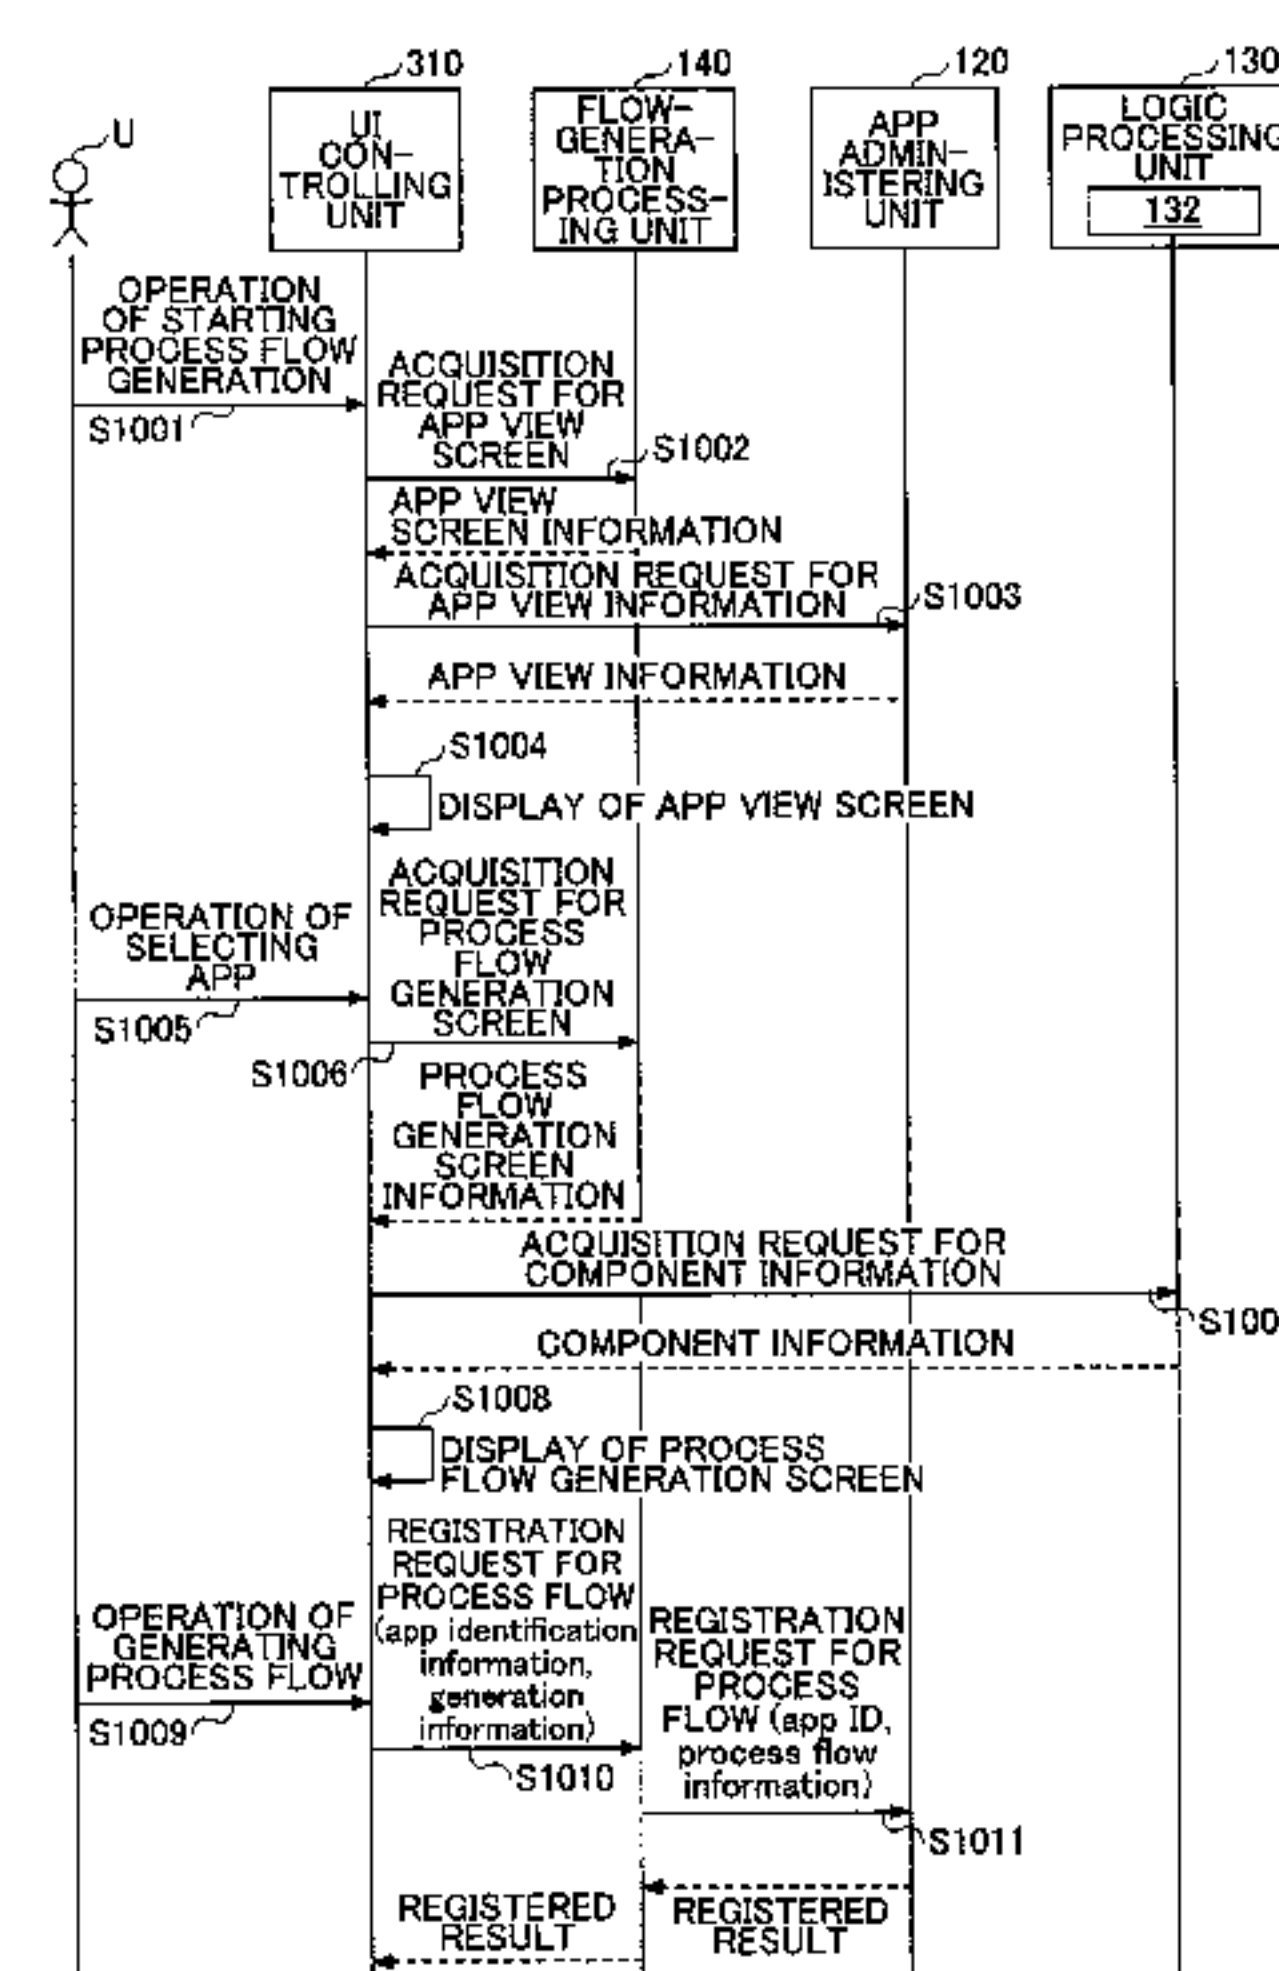 310
140
120
130
U
UI
CON-
TROLLING
UNIT
FLOW-
GENERA-
TION
PROCESS-
ING UNIT
APP
ADMIN-
ISTERING
UNIT
LOGIC
PROCESSING
UNIT
132
OPERATION
OF STARTING
PROCESS FLOW
GENERATION
S1001
ACQUISITION
REQUEST FOR
APP VIEW
SCREEN
S1002
APP VIEW
SCREEN INFORMATION
ACQUISITION REQUEST FOR
APP VIEW INFORMATION
S1003
APP VIEW INFORMATION
S1004
DISPLAY OF APP VIEW SCREEN
OPERATION OF
SELECTING
APP
S1005
ACQUISITION
REQUEST FOR
PROCESS
FLOW
GENERATION
SCREEN
S1006
PROCESS
FLOW
GENERATION
SCREEN
INFORMATION
ACQUISITION REQUEST FOR
COMPONENT INFORMATION
S100
COMPONENT INFORMATION
S1008
DISPLAY OF PROCESS
FLOW GENERATION SCREEN
OPERATION OF
GENERATING
PROCESS FLOW
S1009
REGISTRATION
REQUEST FOR
PROCESS FLOW
(app identification
information,
generation
information)
S1010
REGISTRATION
REQUEST FOR
PROCESS
FLOW (app ID,
process flow
information)
S1011
REGISTERED
RESULT
REGISTERED
RESULT